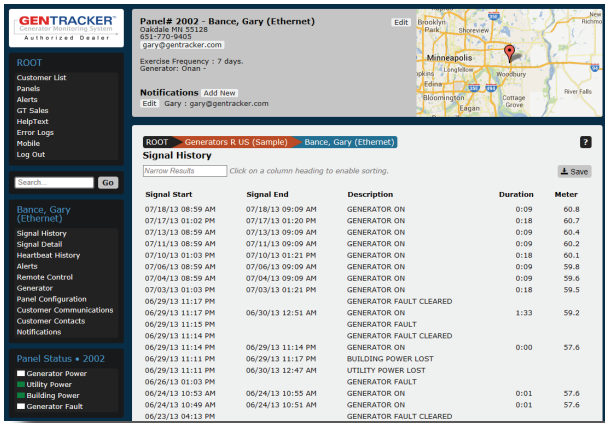 GENTRACKER™
Generator Monitoring System
Authorized Dealer
ROOT
Customer List
Panels
Alerts
GT Sales
HelpText
Error Logs
Mobile
Log Out
Search...
Go
Bance, Gary
(Ethernet)
Signal History
Signal Detail
Heartbeat History
Alerts
Remote Control
Generator
Panel Configuration
Customer Communications
Customer Contacts
Notifications
Panel Status • 2002
Generator Power
Utility Power
Building Power
Generator Fault
Panel# 2002 - Bance, Gary (Ethernet)
Edit
Oakdale MN 55128
651-770-9405
gary@gentracker.com
Exercise Frequency : 7 days.
Generator: Onan -
Notifications Add New
Edit Gary : gary@gentracker.com
Brooklyn
Park
Shoreview
New
Richmo
Minneapolis
opkins
Longfellow
Woodbury
Edina
Bloomington
Cottage
Grove
River Falls
Eagan
ROOT Generators R US (Sample) Bance, Gary (Ethernet) ?
Signal History
Narrow Results Click on a column heading to enable sorting. Save
Signal Start Signal End Description Duration Meter
07/18/13 08:59 AM 07/18/13 09:09 AM GENERATOR ON 0:09 60.8
07/17/13 01:02 PM 07/17/13 01:20 PM GENERATOR ON 0:18 60.7
07/13/13 08:59 AM 07/13/13 09:09 AM GENERATOR ON 0:09 60.4
07/11/13 08:59 AM 07/11/13 09:09 AM GENERATOR ON 0:09 60.2
07/10/13 01:03 PM 07/10/13 01:21 PM GENERATOR ON 0:18 60.1
07/06/13 08:59 AM 07/06/13 09:09 AM GENERATOR ON 0:09 59.8
07/04/13 08:59 AM 07/04/13 09:09 AM GENERATOR ON 0:09 59.6
07/03/13 01:03 PM 07/03/13 01:21 PM GENERATOR ON 0:18 59.5
06/29/13 11:17 PM GENERATOR FAULT CLEARED
06/29/13 11:17 PM 06/30/13 12:51 AM GENERATOR ON 1:33 59.2
06/29/13 11:15 PM GENERATOR FAULT
06/29/13 11:14 PM GENERATOR FAULT CLEARED
06/29/13 11:14 PM 06/29/13 11:14 PM GENERATOR ON 0:00 57.6
06/29/13 11:11 PM 06/29/13 11:17 PM BUILDING POWER LOST
06/29/13 11:11 PM 06/30/13 12:47 AM UTILITY POWER LOST
06/26/13 01:03 PM GENERATOR FAULT
06/24/13 10:53 AM 06/24/13 10:55 AM GENERATOR ON 0:01 57.6
06/24/13 10:49 AM 06/24/13 10:51 AM GENERATOR ON 0:01 57.6
06/23/13 04:13 PM GENERATOR FAULT CLEARED